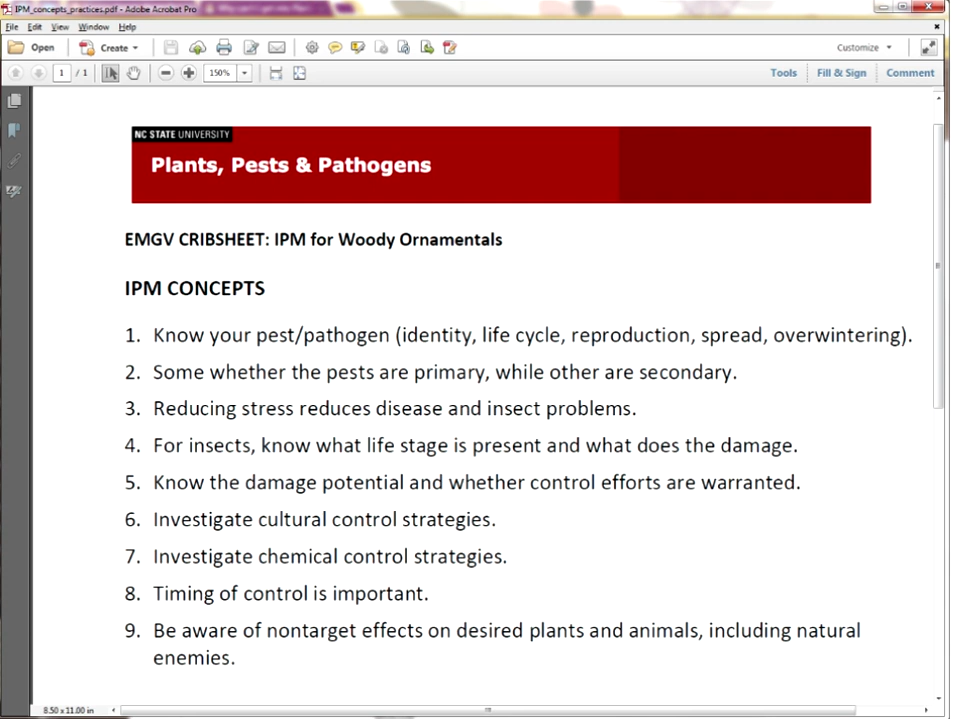 IPM_concepts_practices.pdf - Adobe Acrobat Pro
File Edit View Window Help
Open Create Customize
1 / 1 150% Tools Fill & Sign Comment
NC STATE UNIVERSITY
Plants, Pests & Pathogens
EMGV CRIBSHEET: IPM for Woody Ornamentals
IPM CONCEPTS
1. Know your pest/pathogen (identity, life cycle, reproduction, spread, overwintering).
2. Some whether the pests are primary, while other are secondary.
3. Reducing stress reduces disease and insect problems.
4. For insects, know what life stage is present and what does the damage.
5. Know the damage potential and whether control efforts are warranted.
6. Investigate cultural control strategies.
7. Investigate chemical control strategies.
8. Timing of control is important.
9. Be aware of nontarget effects on desired plants and animals, including natural
enemies.
8.50 x 11.00 in